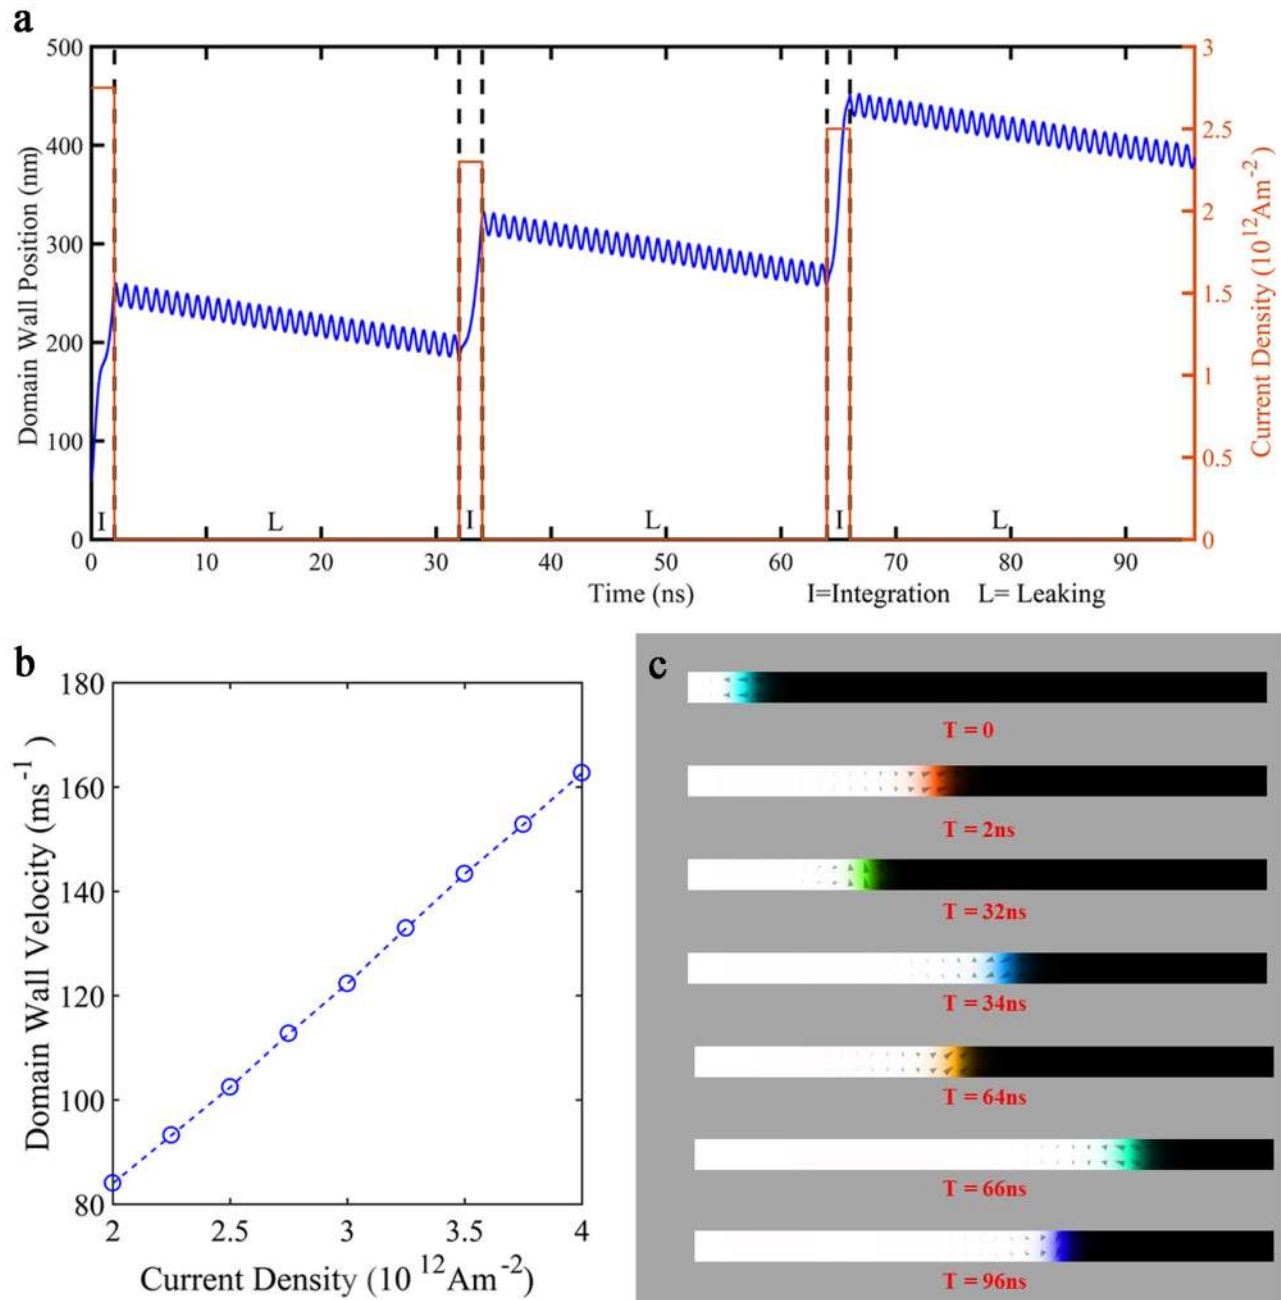 a
500
400
300
200
100
0
Domain Wall Position (nm)
3
2.5
2
1.5
1
0.5
0
Current Density (10^12Am^-2)
I
L
I
L
I
L
0
10
20
30
40
50
60
70
80
90
Time (ns)
I=Integration
L= Leaking
b
180
160
140
120
100
80
Domain Wall Velocity (ms^-1 )
2
2.5
3
3.5
4
Current Density (10^12Am^-2)
c
T = 0
T = 2ns
T = 32ns
T = 34ns
T = 64ns
T = 66ns
T = 96ns